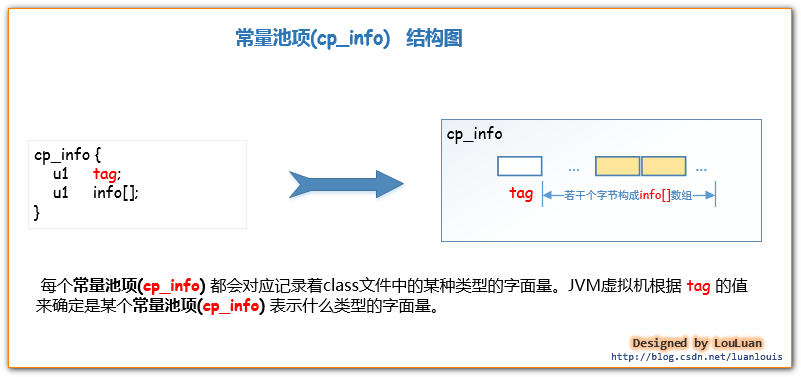 常量池项(cp_info) 结构图
cp_info {
u1 tag;
u1 info[];
}
cp_info
... ...
tag
若干个字节构成info[]数组
每个常量池项(cp_info) 都会对应记录着class文件中的某种类型的字面量。JVM虚拟机根据 tag 的值
来确定是某个常量池项(cp_info) 表示什么类型的字面量。
Designed by LouLuan
http://blog.csdn.net/luanlouis